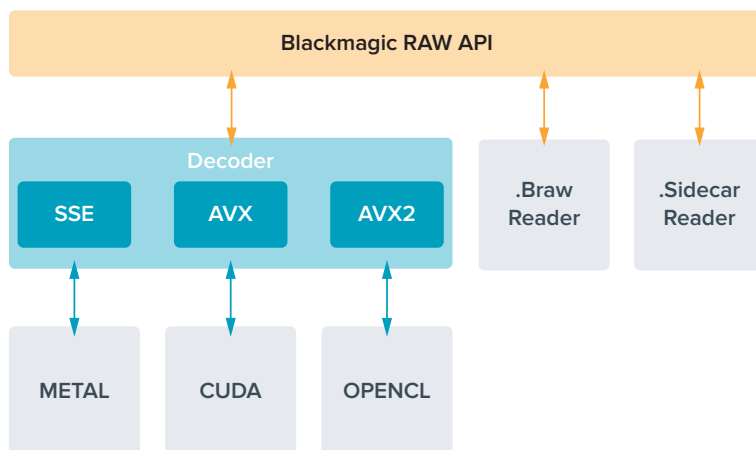 Blackmagic RAW API
Decoder
SSE
AVX
AVX2
.Braw
Reader
.Sidecar
Reader
METAL
CUDA
OPENCL